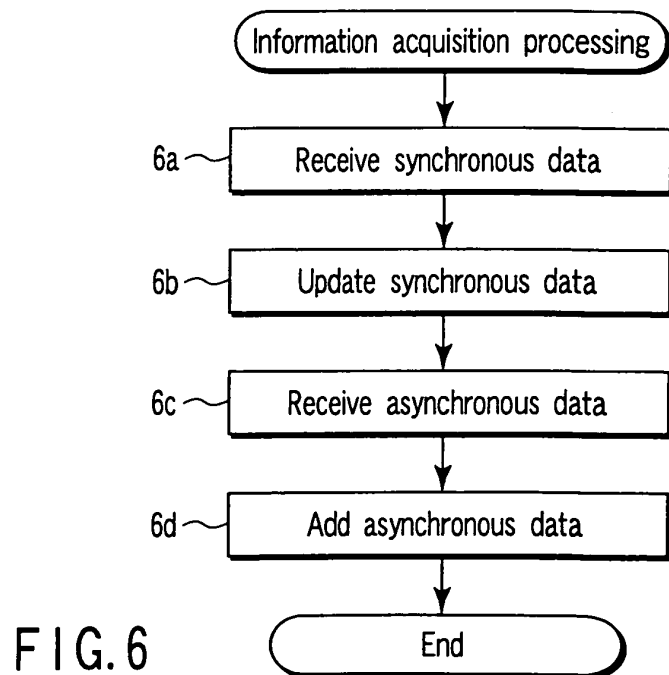 Information acquisition processing
6a
Receive synchronous data
6b
Update synchronous data
6c
Receive asynchronous data
6d
Add asynchronous data
End
FIG.6